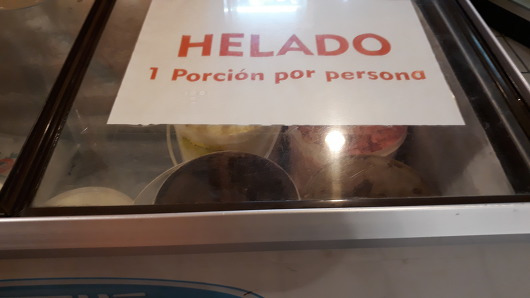 HELADO
1 Porción por persona